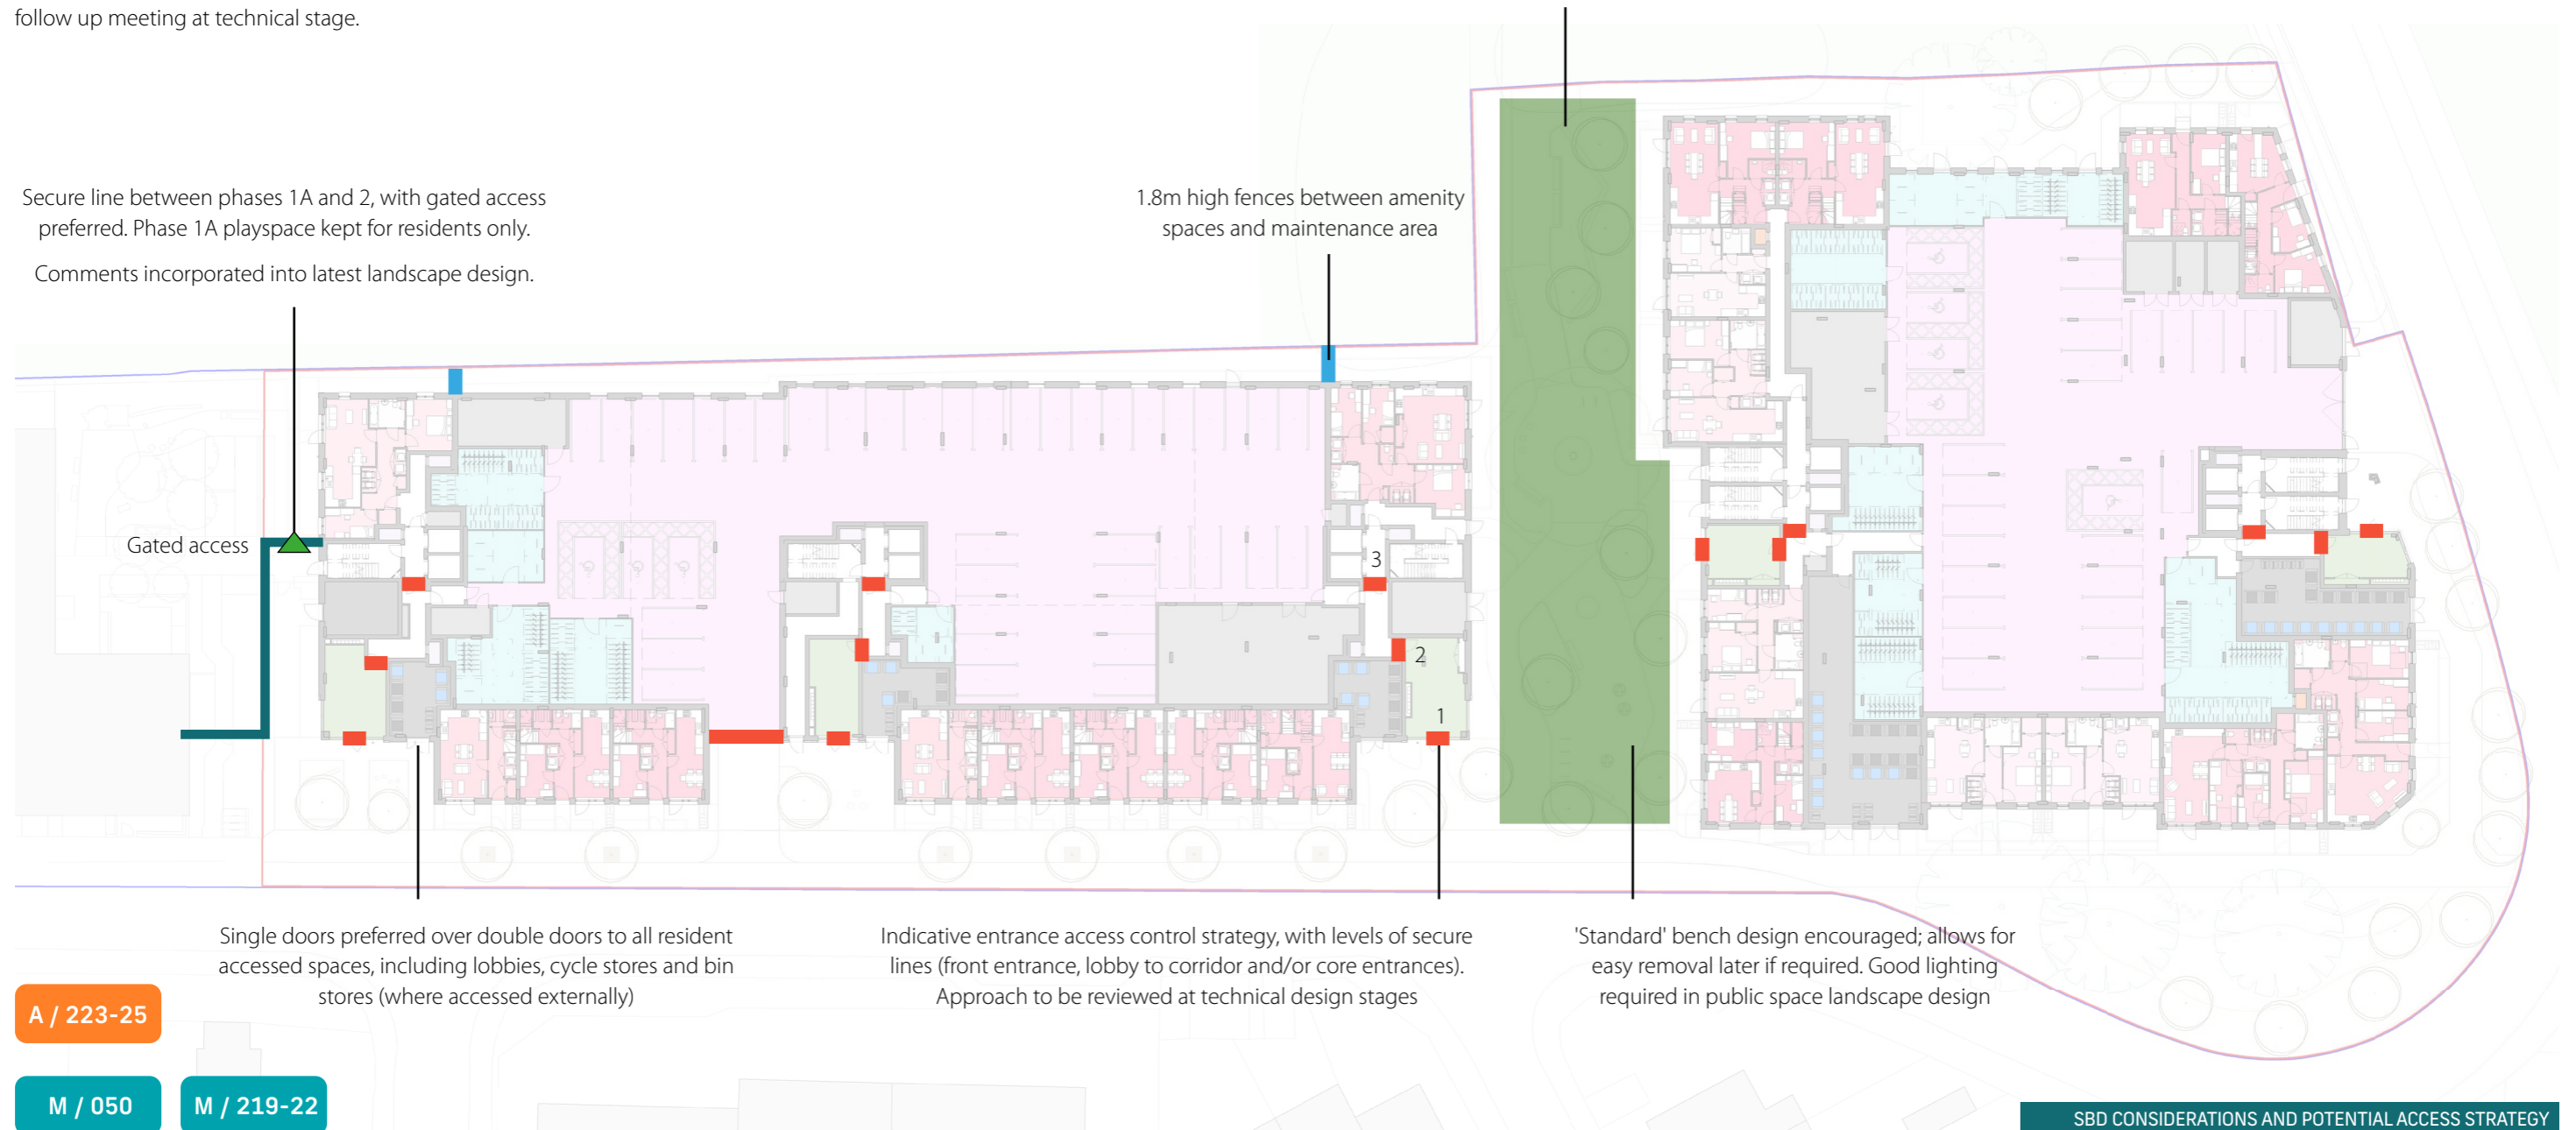 follow up meeting at technical stage.
Secure line between phases 1A and 2, with gated access
preferred. Phase 1A playspace kept for residents only.
Comments incorporated into latest landscape design.
1.8m high fences between amenity
spaces and maintenance area
Gated access
3
2
1
Single doors preferred over double doors to all resident
accessed spaces, including lobbies, cycle stores and bin
stores (where accessed externally)
Indicative entrance access control strategy, with levels of secure
lines (front entrance, lobby to corridor and/or core entrances).
Approach to be reviewed at technical design stages
'Standard' bench design encouraged; allows for
easy removal later if required. Good lighting
required in public space landscape design
A / 223-25
M / 050
M / 219-22
SBD CONSIDERATIONS AND POTENTIAL ACCESS STRATEGY